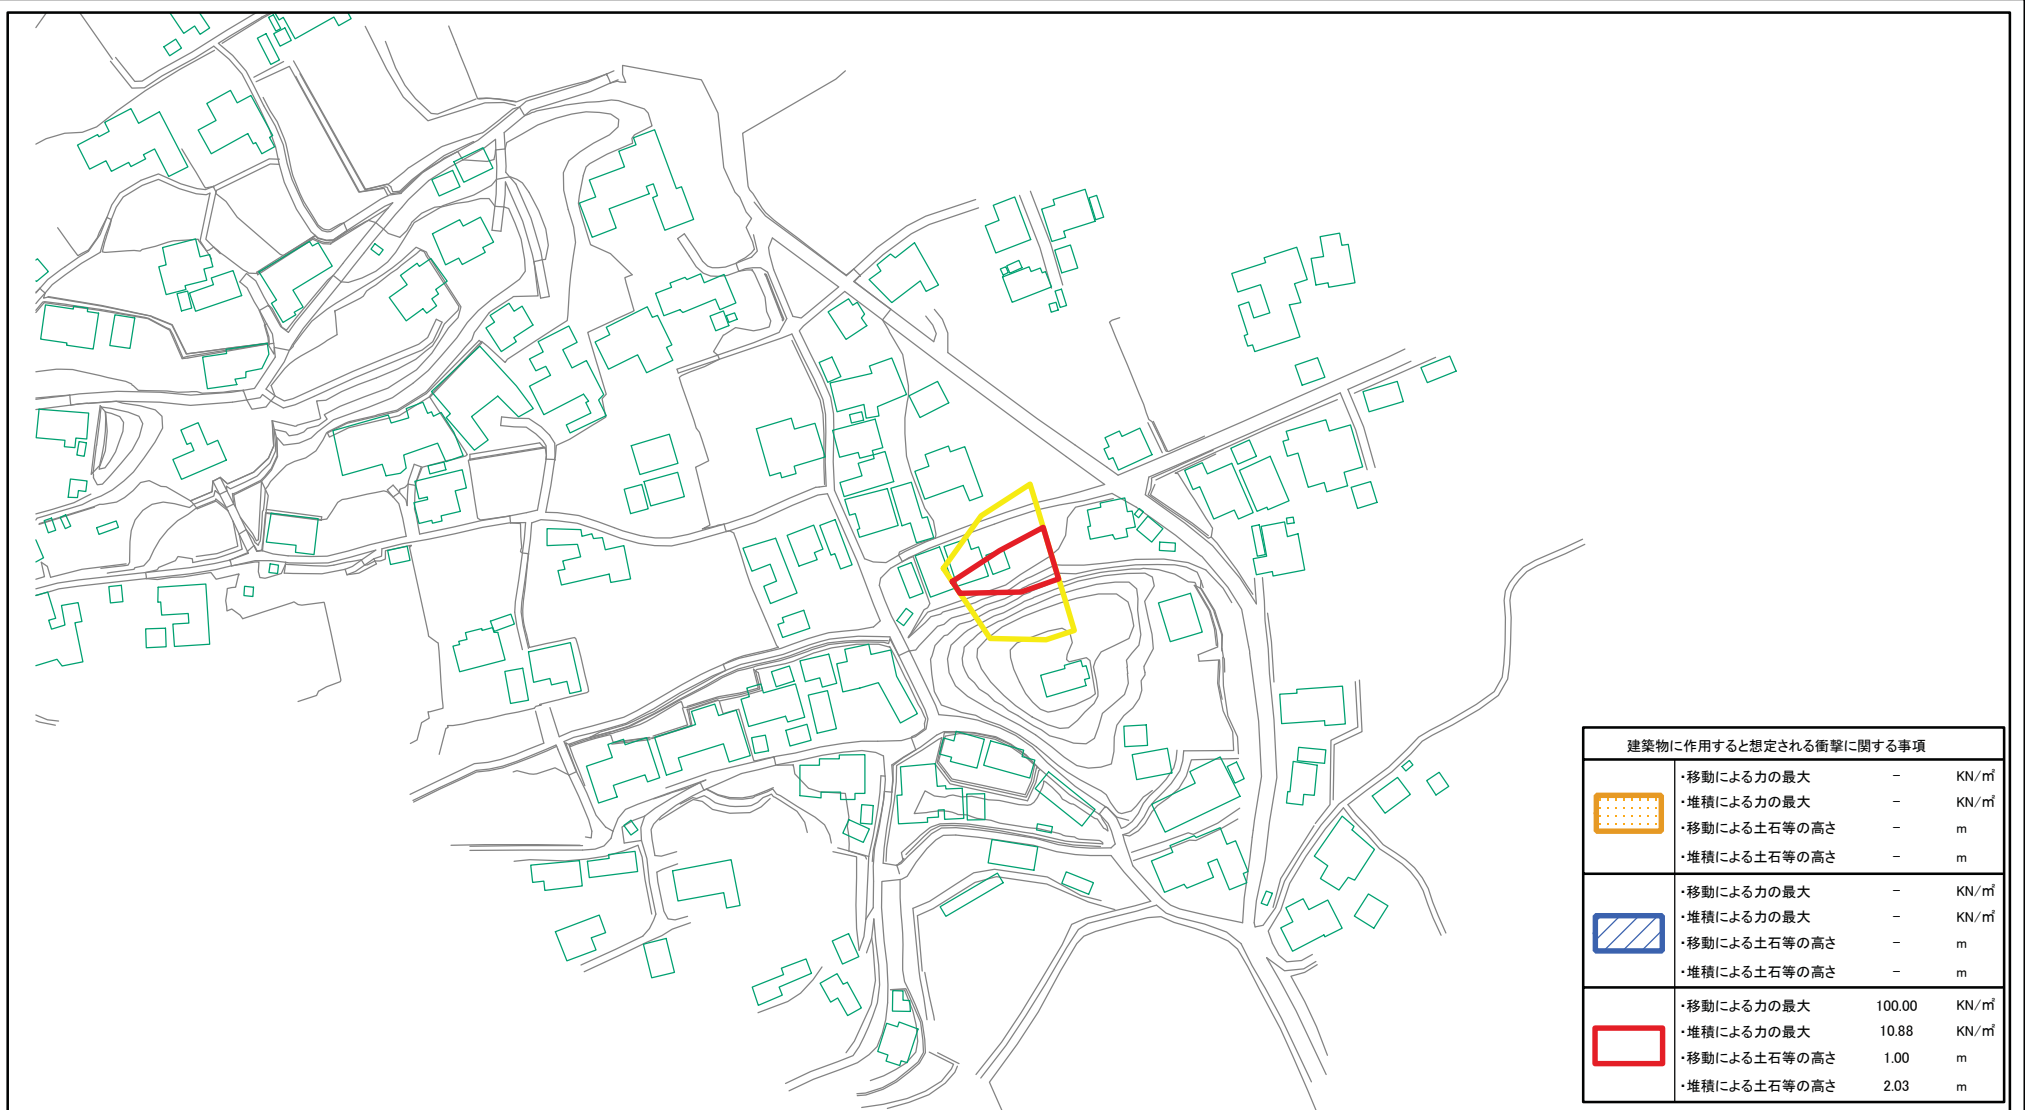 建築物に作用すると想定される衝撃に関する事項
・移動による力の最大 － KN/㎡
・堆積による力の最大 － KN/㎡
・移動による土石等の高さ － m
・堆積による土石等の高さ － m
・移動による力の最大 － KN/㎡
・堆積による力の最大 － KN/㎡
・移動による土石等の高さ － m
・堆積による土石等の高さ － m
・移動による力の最大 100.00 KN/㎡
・堆積による力の最大 10.88 KN/㎡
・移動による土石等の高さ 1.00 m
・堆積による土石等の高さ 2.03 m